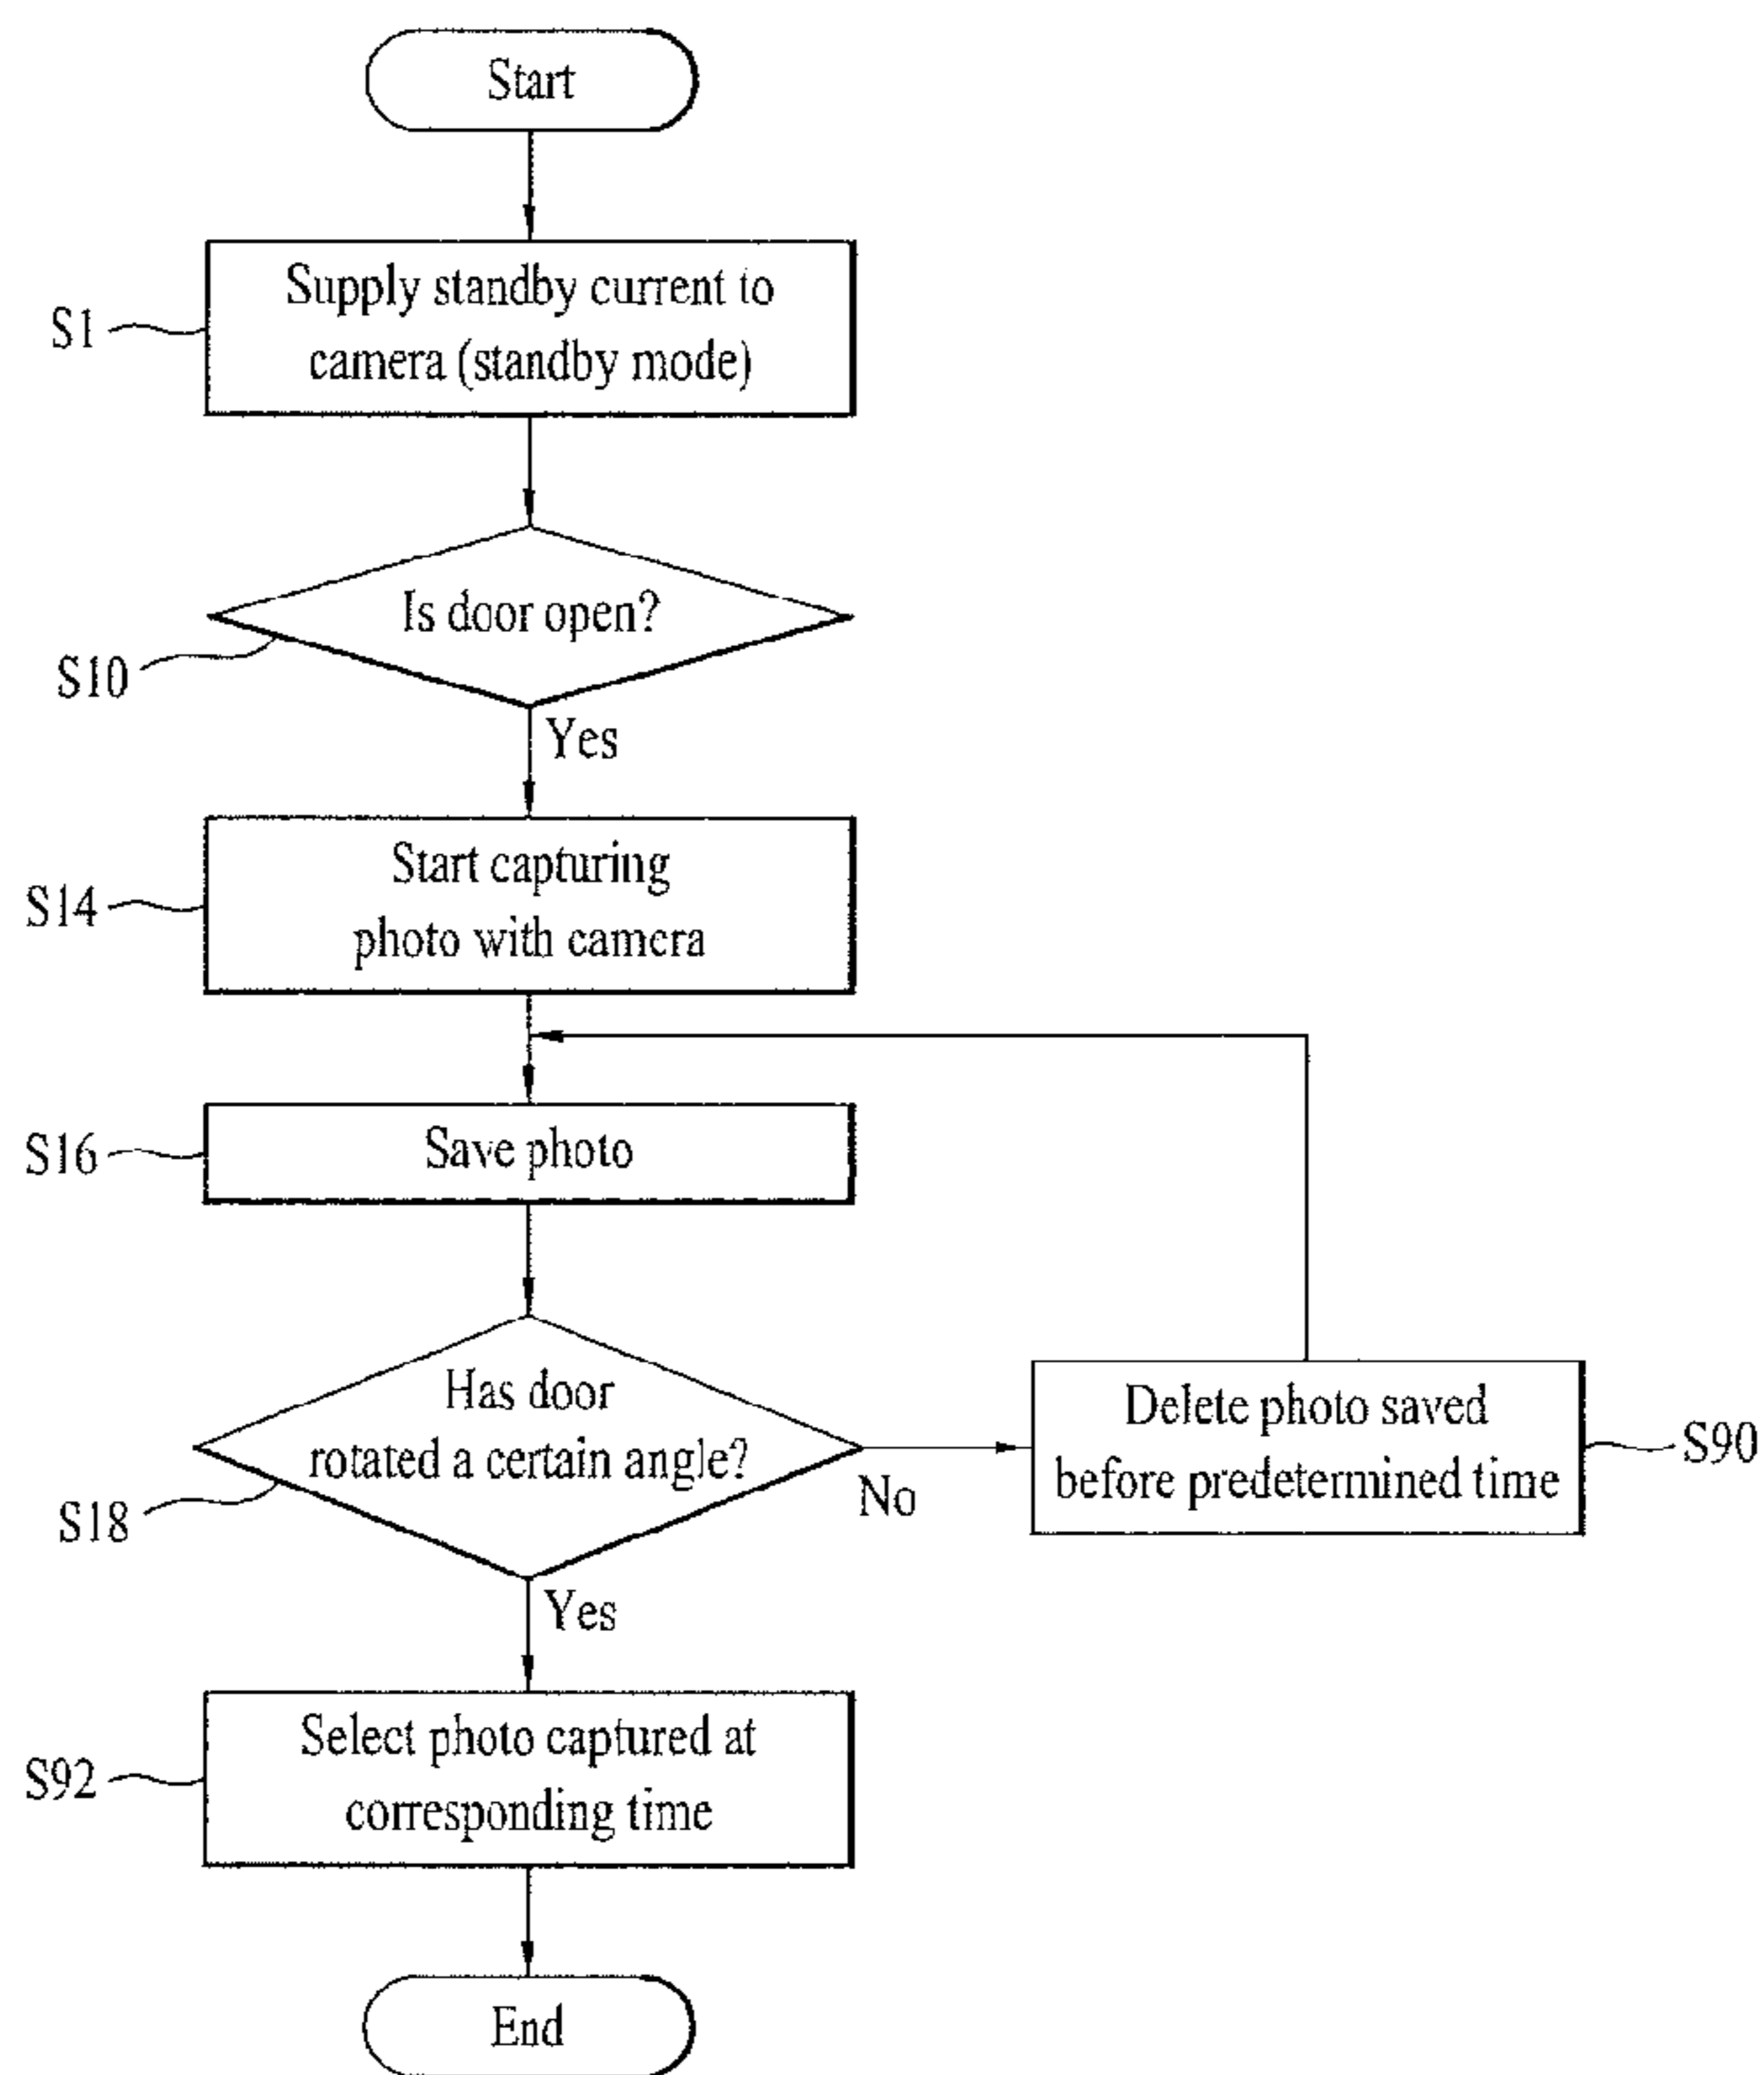 Start
Supply standby current to
camera (standby mode)
S1
Is door open?
S10
Yes
Start capturing
photo with camera
S14
Save photo
S16
Has door
rotated a certain angle?
S18
No
Delete photo saved
before predetermined time
S90
Yes
Select photo captured at
corresponding time
S92
End